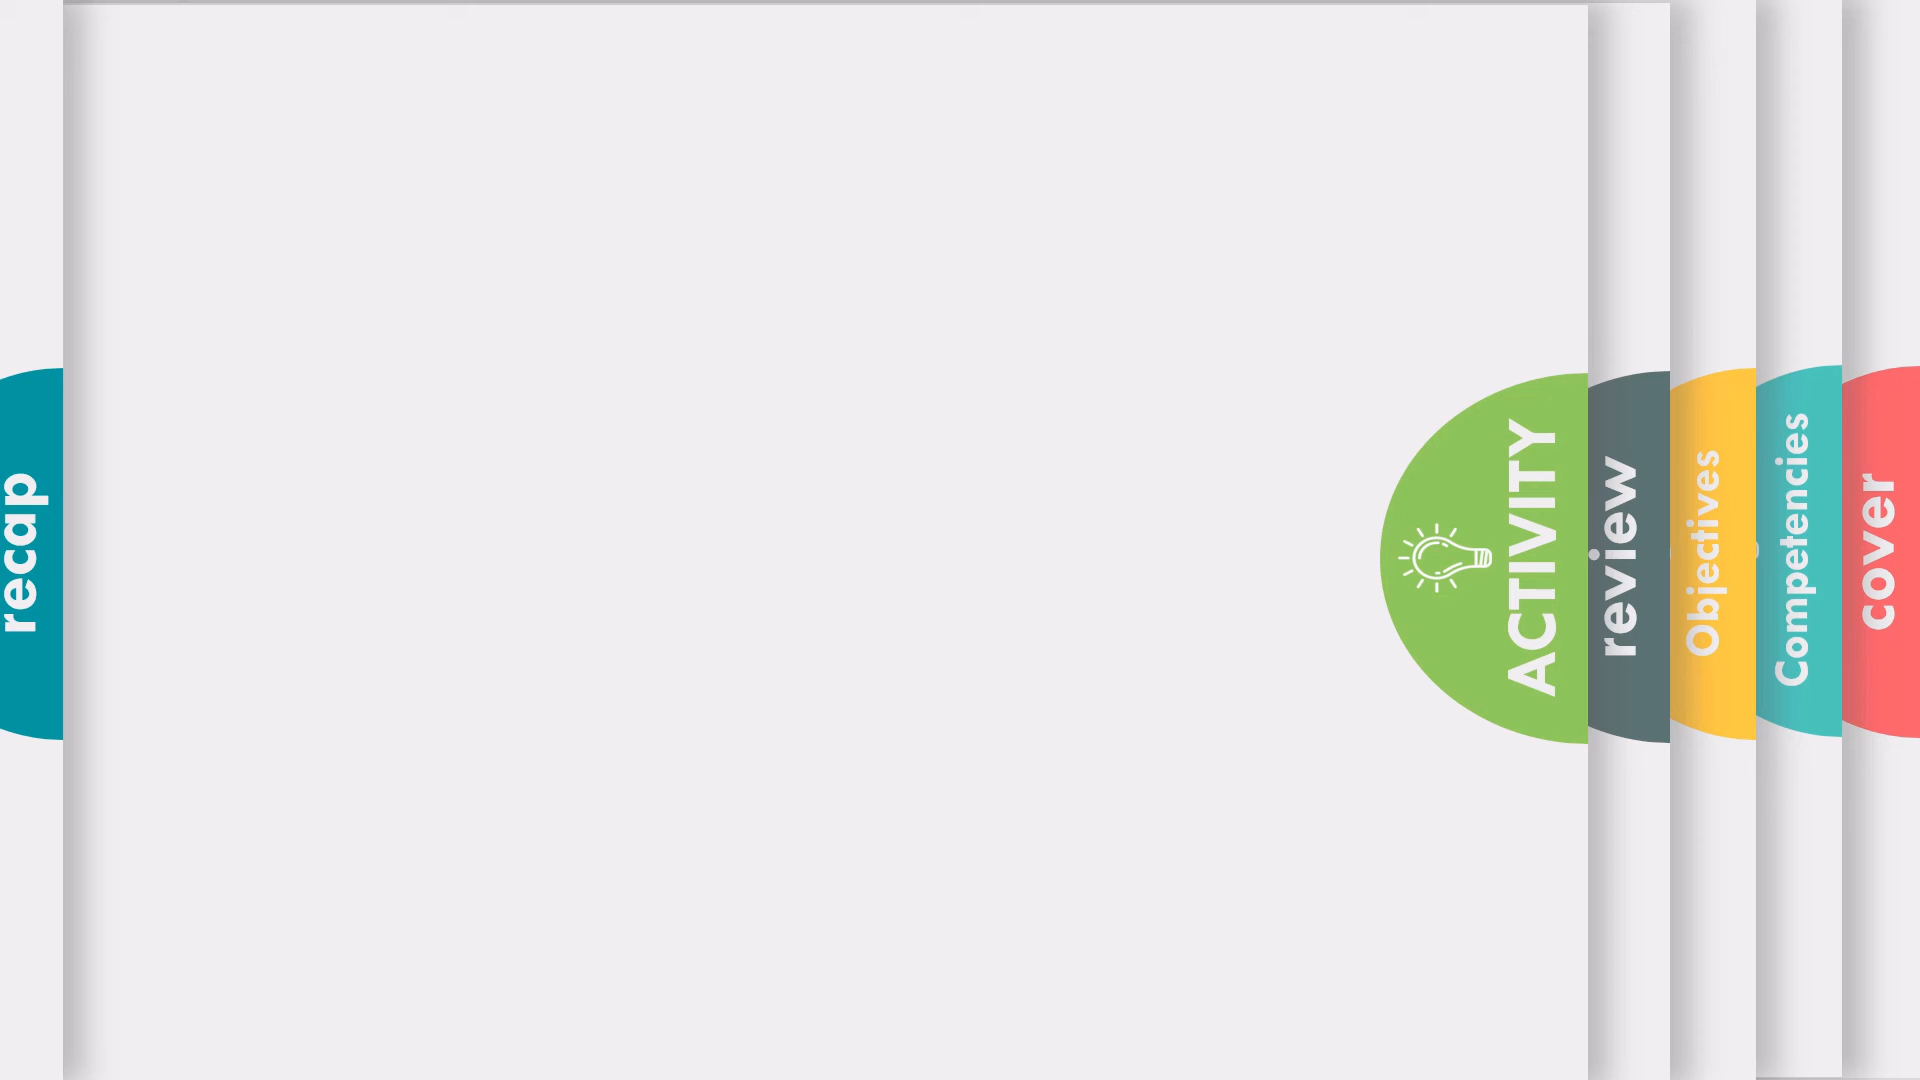 recap
ACTIVITY
review
Objectives
Competencies
cover